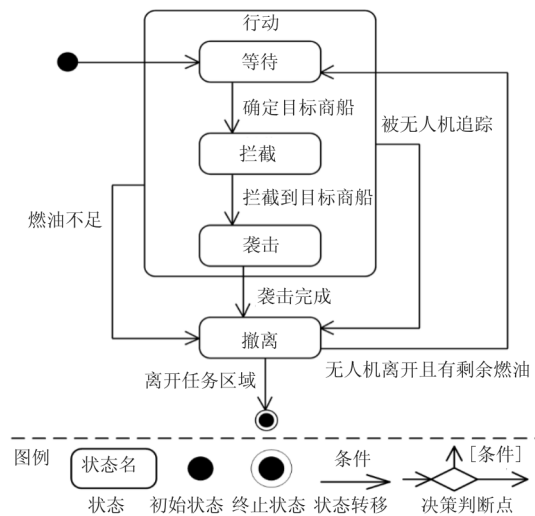 行动
等待
确定目标商船
被无人机追踪
拦截
拦截到目标商船
燃油不足
袭击
袭击完成
撤离
离开任务区域
无人机离开且有剩余燃油
图例
状态名
条件
[条件]
状态
初始状态
终止状态
状态转移
决策判断点